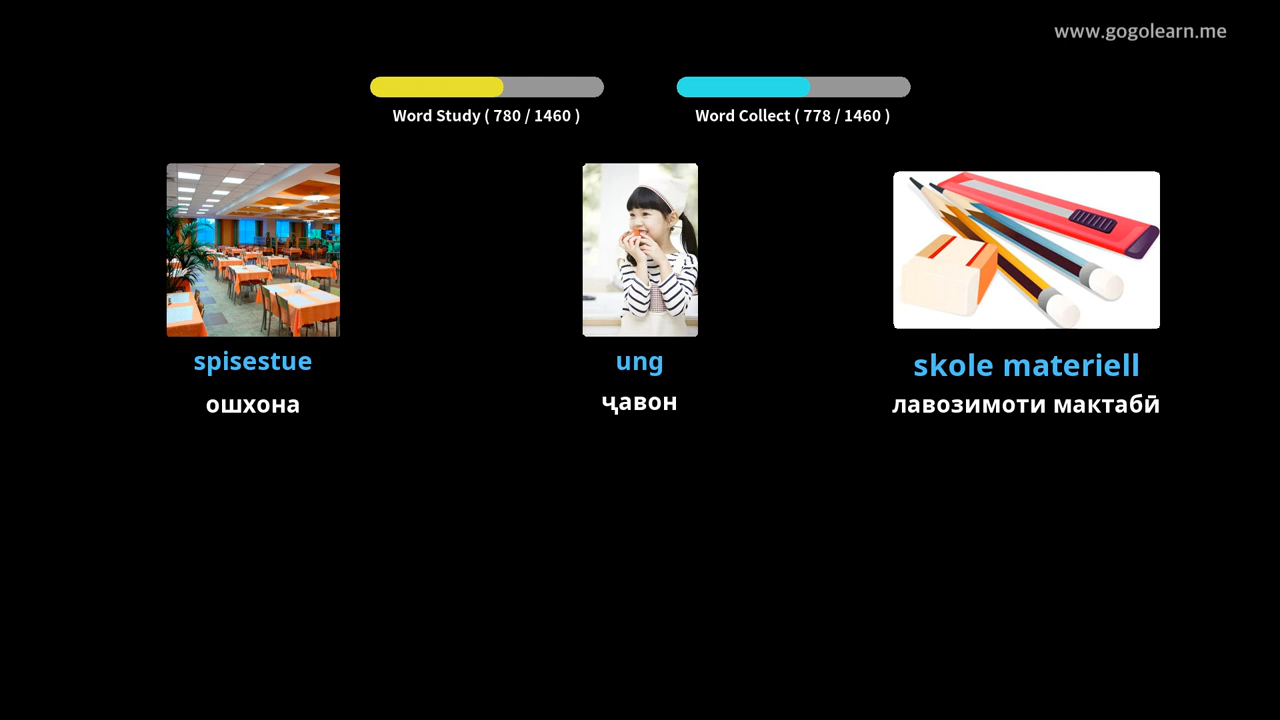 www.gogolearn.me
Word Study ( 780 / 1460 )
Word Collect ( 778 / 1460 )
spisestue
ung
skole materiell
ошхона
ҷавон
лавозимоти мактабӣ